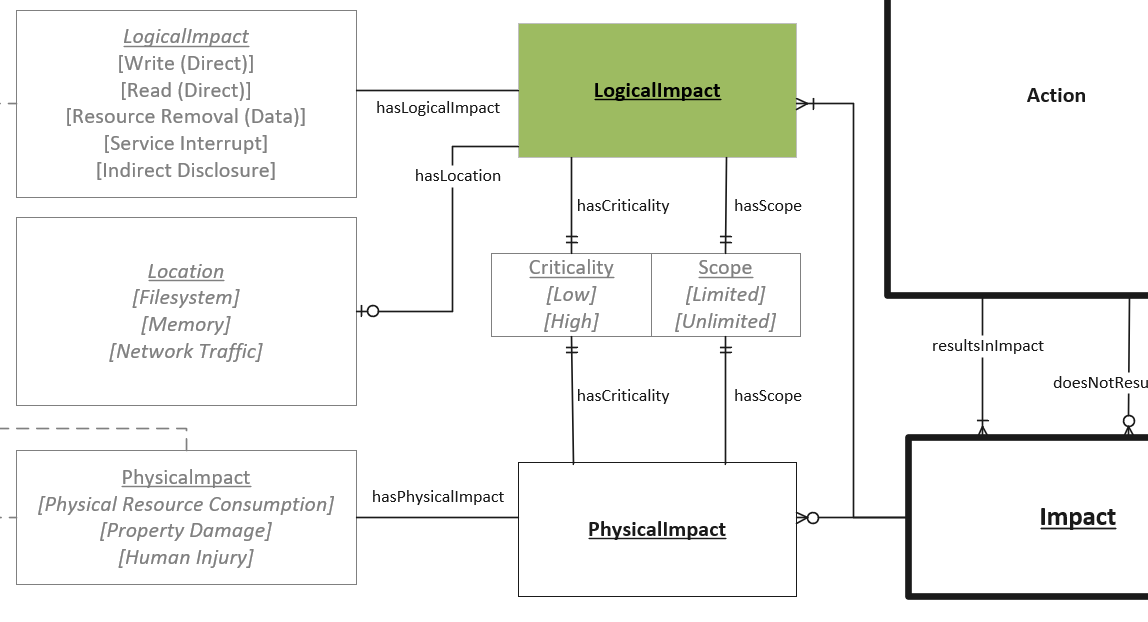 LogicalImpact
[Write (Direct)]
[Read (Direct)]
[Resource Removal (Data)]
[Service Interrupt]
[Indirect Disclosure]
hasLogicalImpact
LogicalImpact
Action
hasLocation
hasCriticality
hasScope
Location
[Filesystem]
[Memory]
[Network Traffic]
Criticality
[Low]
[High]
Scope
[Limited]
[Unlimited]
resultsInImpact
doesNotResu
hasCriticality
hasScope
PhysicaImpact
[Physical Resource Consumption]
[Property Damage]
[Human Injury]
hasPhysicalImpact
PhysicalImpact
Impact